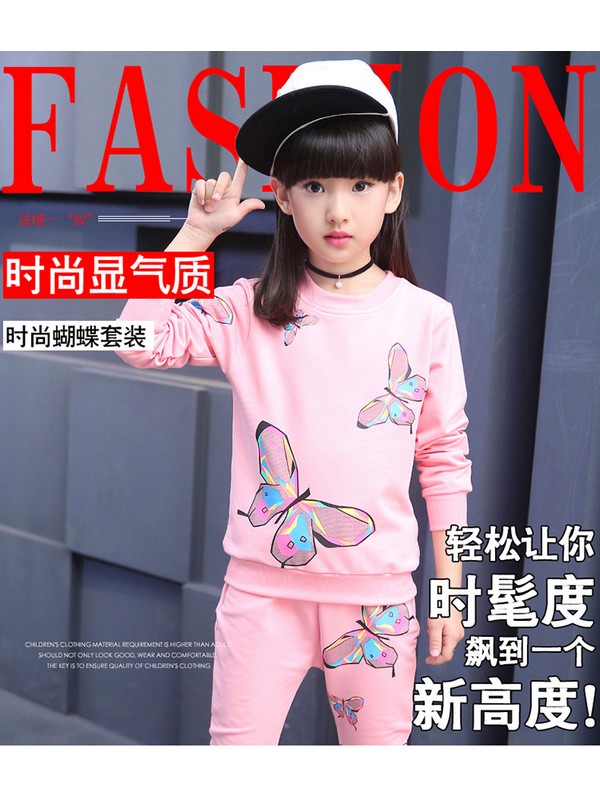 FASHION
时尚显气质
时尚蝴蝶套装
轻松让你
时髦度
飙到一个
新高度!
CHILDREN'S CLOTHING MATERIAL REQUIREMENT IS HIGHER THAN
SHOULD NOT ONLY LOOK GOOD, WEAR AND COMFORTABLE
THE KEY IS TO ENSURE QUALITY OF CHILDREN'S CLOTHING